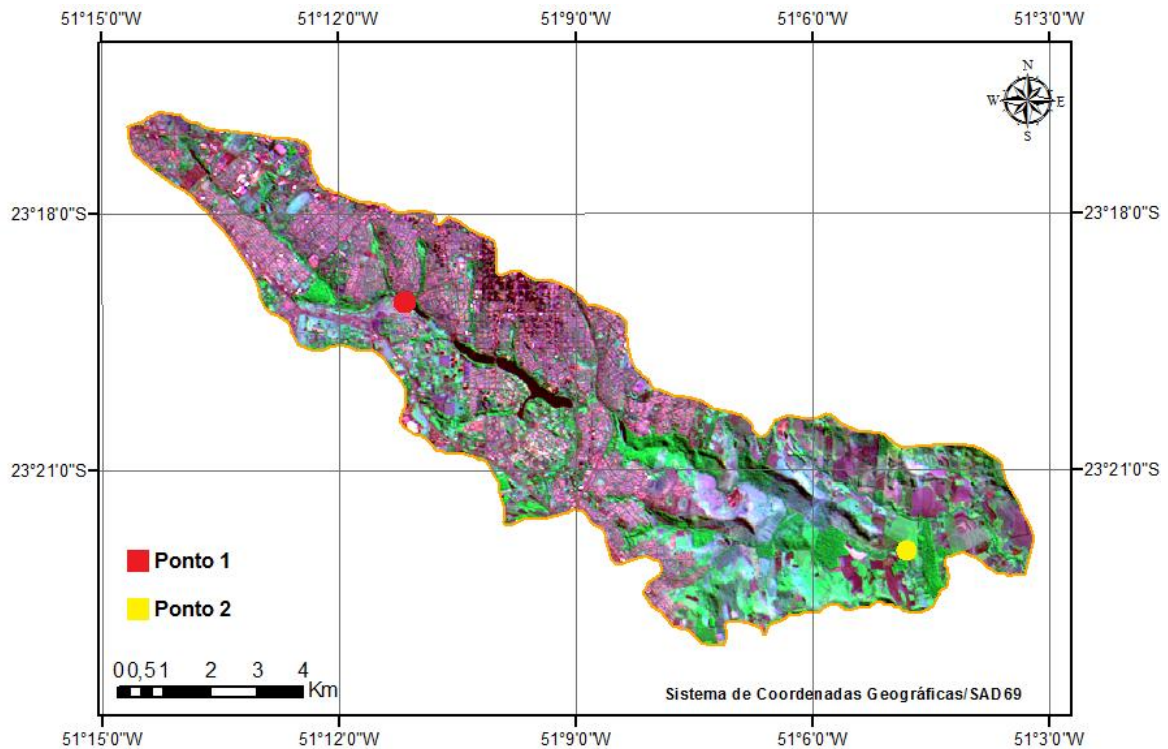 51°15'0"W 51°12'0"W 51°9'0"W 51°6'0"W 51°3'0"W
N
W E
S
23°18'0"S 23°18'0"S
23°21'0"S 23°21'0"S
Ponto 1
Ponto 2
0 0,5 1 2 3 4
Km
Sistema de Coordenadas Geográficas/SAD69
51°15'0"W 51°12'0"W 51°9'0"W 51°6'0"W 51°3'0"W